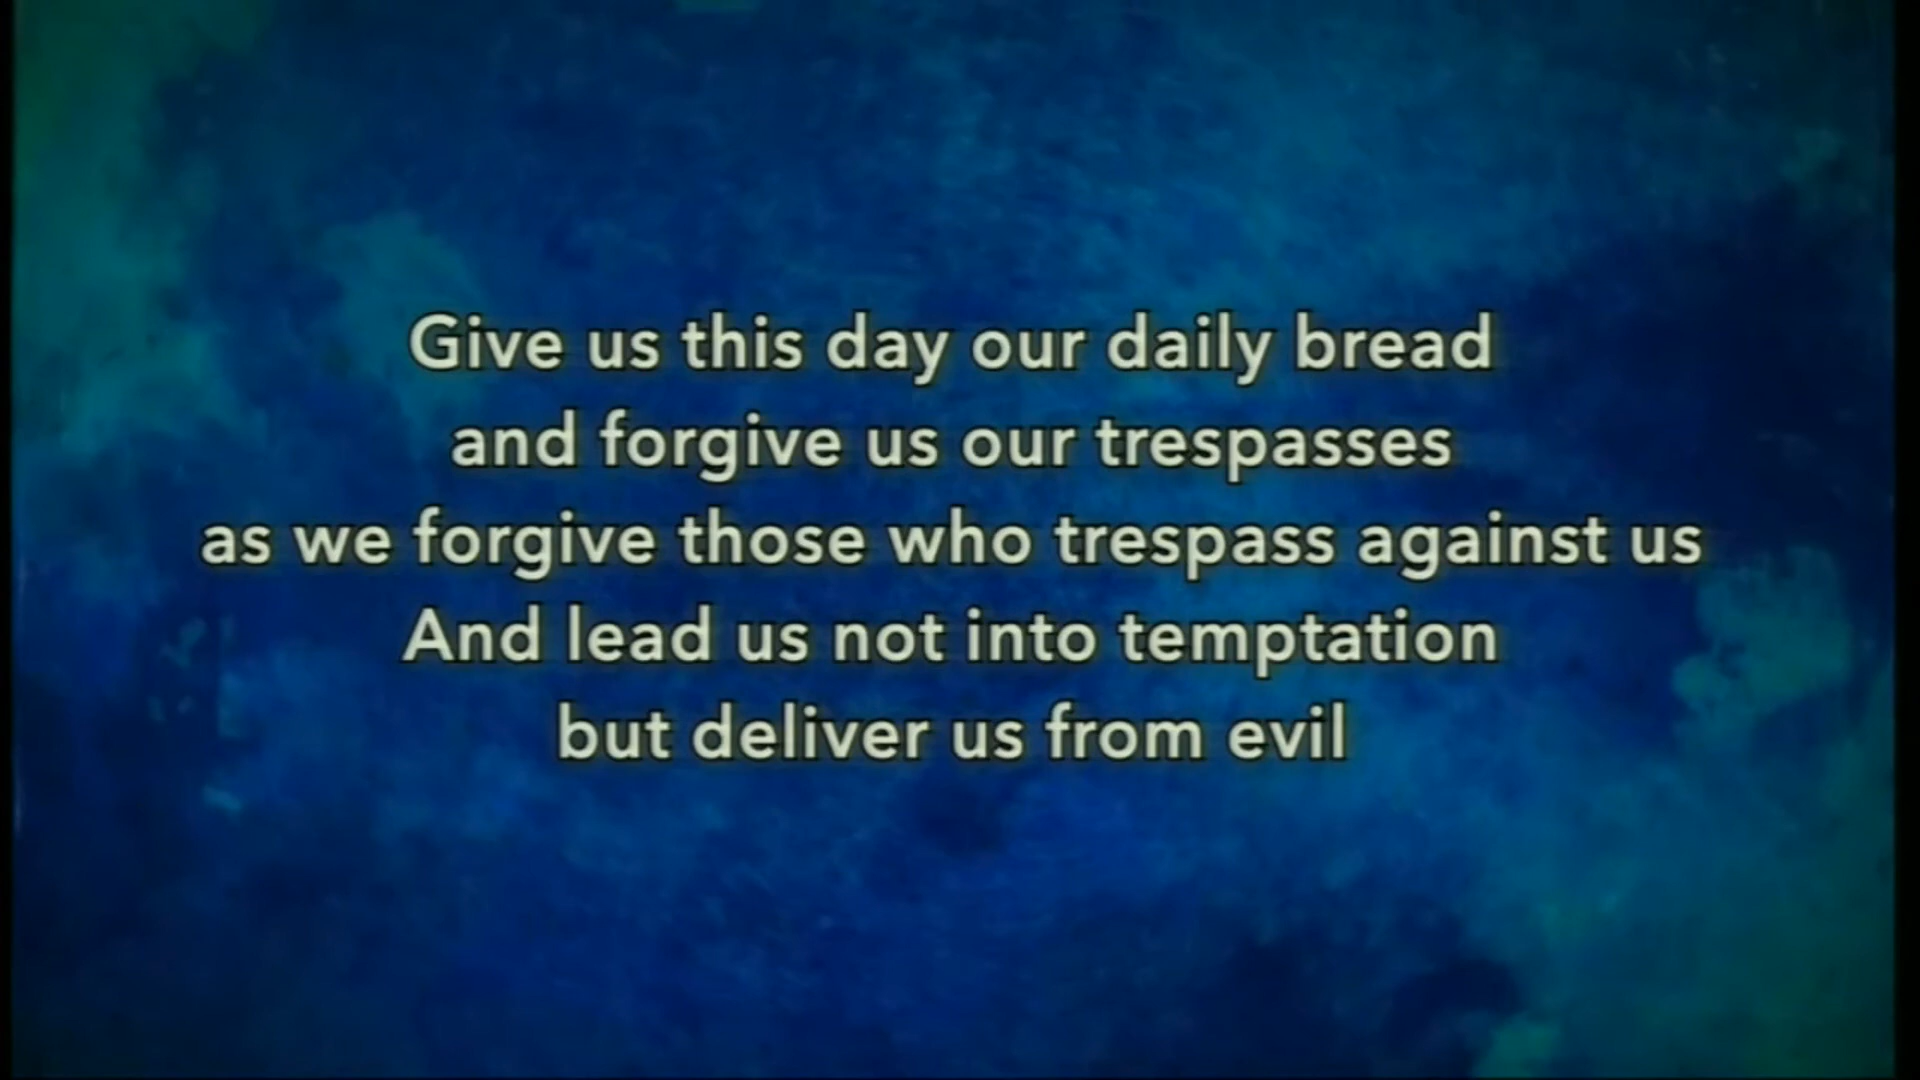 Give us this day our daily bread
and forgive us our trespasses
as we forgive those who trespass against us
And lead us not into temptation
but deliver us from evil